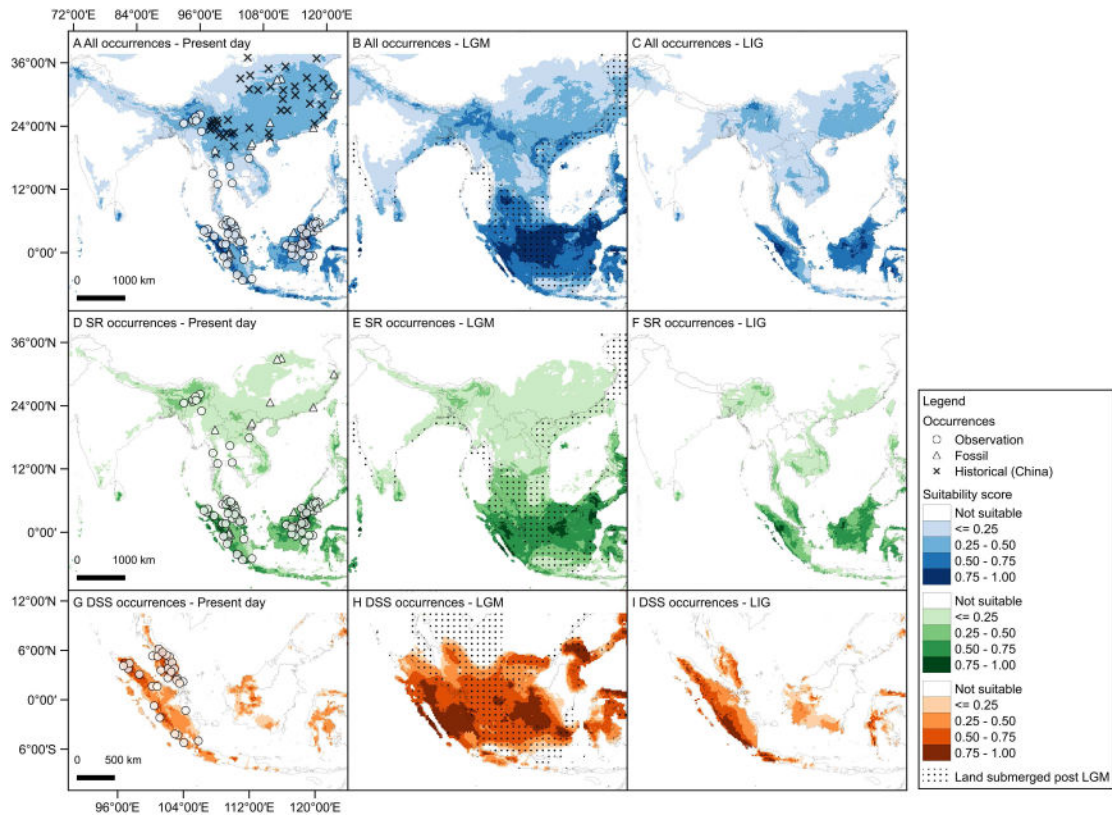 72°00'E 84°00'E 96°00'E 108°00'E 120°00'E
A All occurrences - Present day
B All occurrences - LGM
C All occurrences - LIG
36°00'N
24°00'N
12°00'N
0°00'
0 1000 km
D SR occurrences - Present day
E SR occurrences - LGM
F SR occurrences - LIG
36°00'N
24°00'N
12°00'N
0°00'
0 1000 km
G DSS occurrences - Present day
H DSS occurrences - LGM
I DSS occurrences - LIG
12°00'N
6°00'N
0°00'
6°00'S
0 500 km
96°00'E 104°00'E 112°00'E 120°00'E
Legend
Occurrences
Observation
Fossil
Historical (China)
Suitability score
Not suitable
<= 0.25
0.25 - 0.50
0.50 - 0.75
0.75 - 1.00
Not suitable
<= 0.25
0.25 - 0.50
0.50 - 0.75
0.75 - 1.00
Not suitable
<= 0.25
0.25 - 0.50
0.50 - 0.75
0.75 - 1.00
Land submerged post LGM